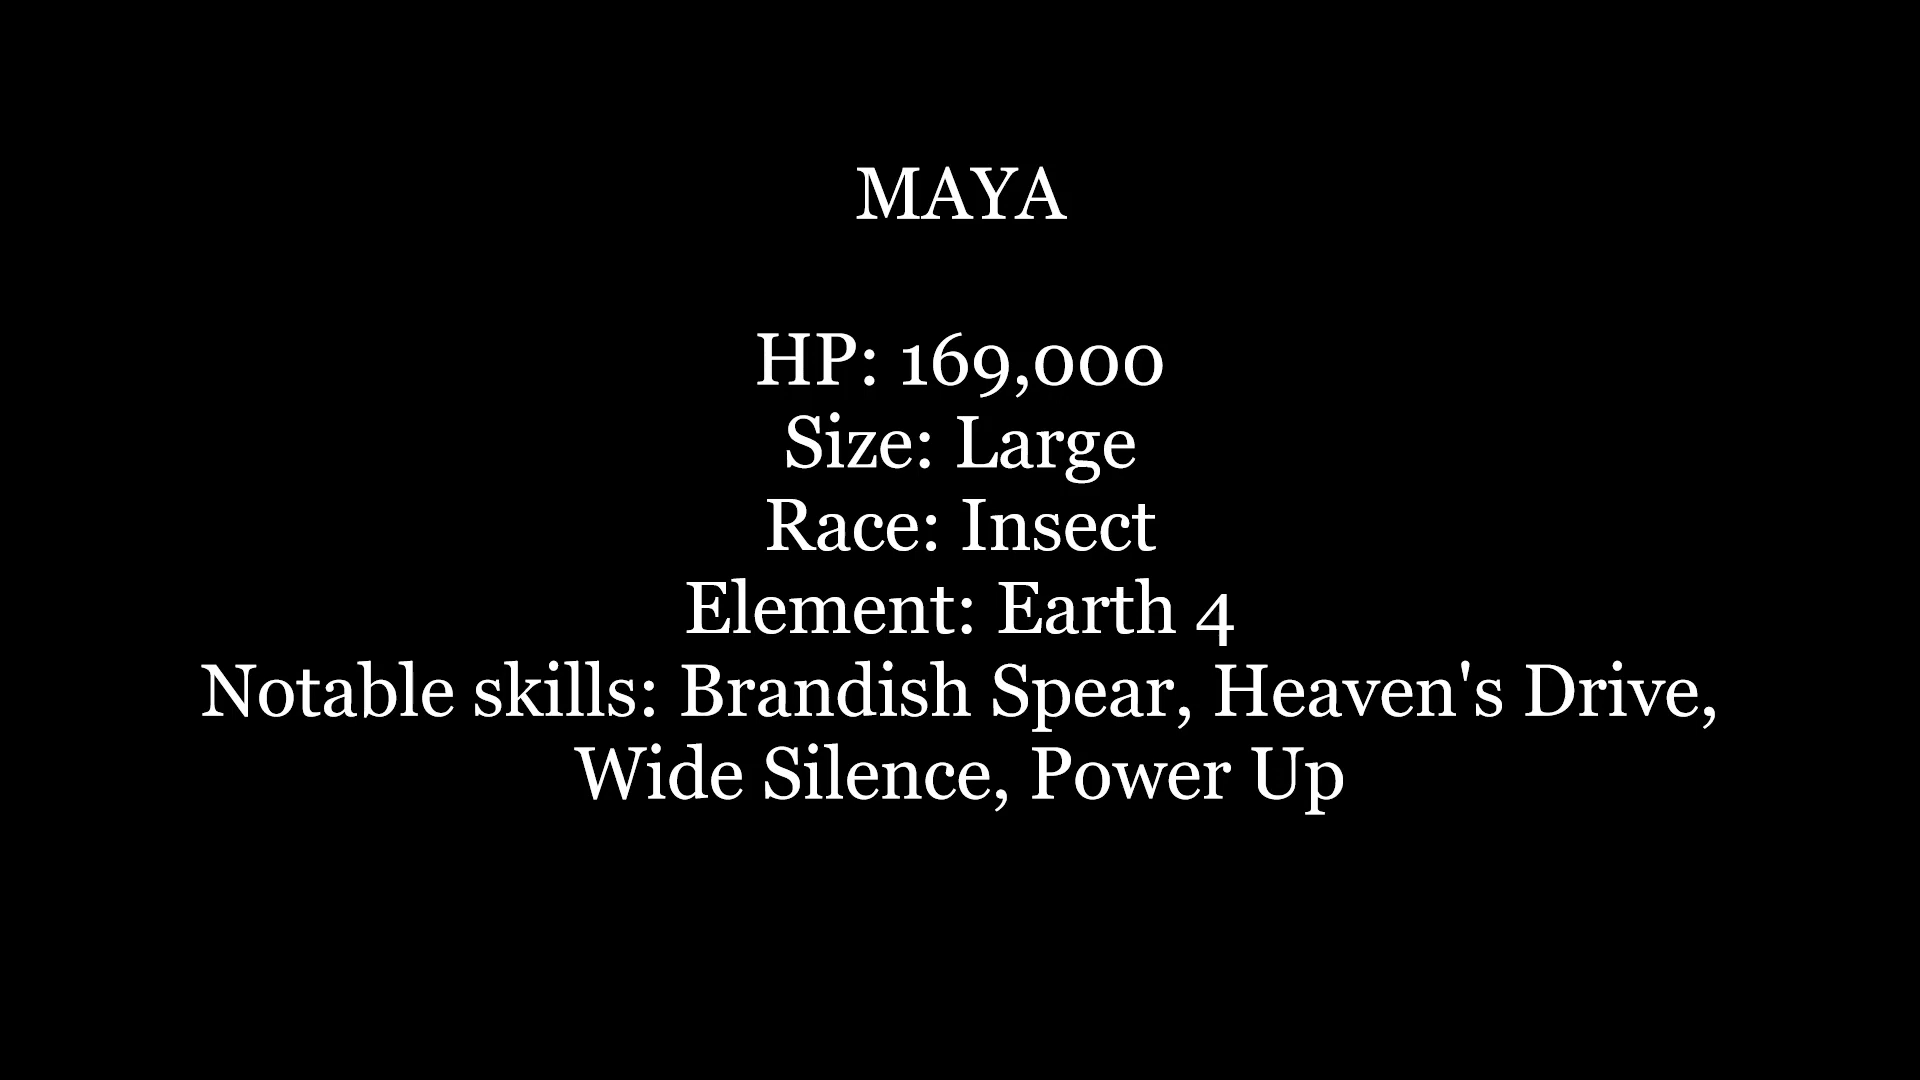 MAYA
HP: 169,000
Size: Large
Race: Insect
Element: Earth 4
Notable skills: Brandish Spear, Heaven's Drive,
Wide Silence, Power Up